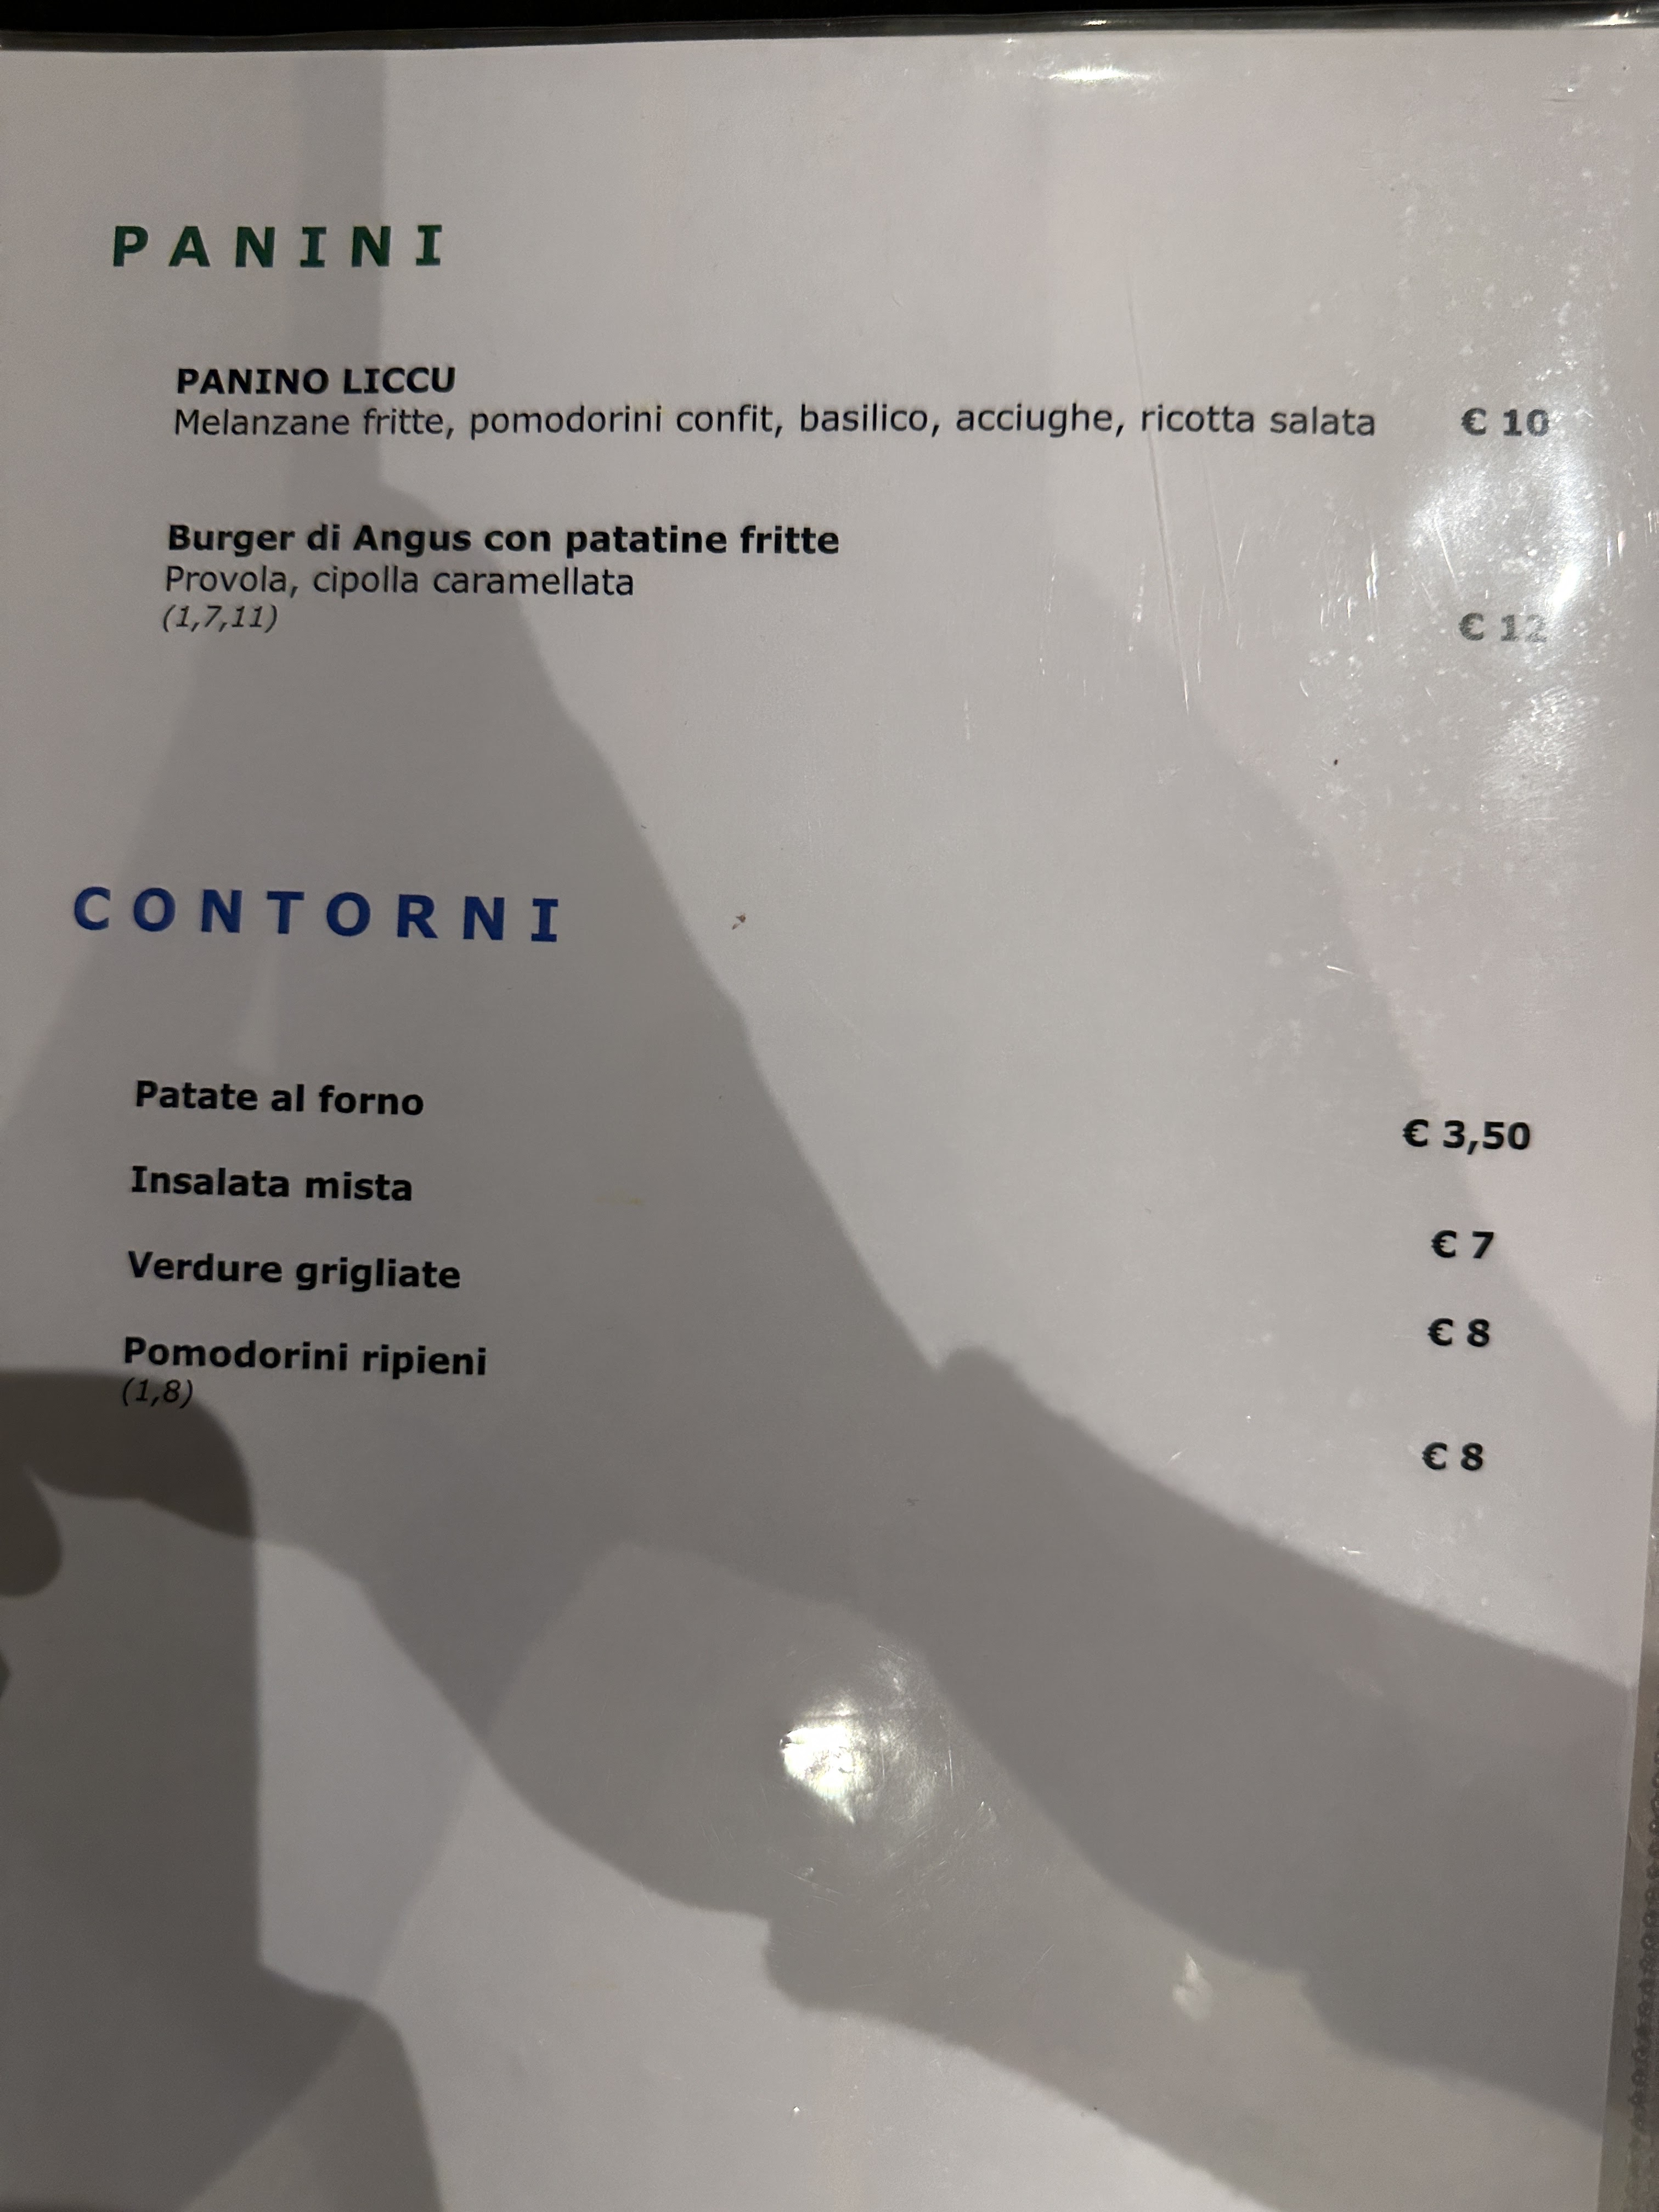 PANINI
PANINO LICCU
Melanzane fritte, pomodorini confit, basilico, acciughe, ricotta salata € 10
Burger di Angus con patatine fritte
Provola, cipolla caramellata
(1,7,11)
€ 12
CONTORNI
Patate al forno
€ 3,50
Insalata mista
€ 7
Verdure grigliate
€ 8
Pomodorini ripieni
(1,8)
€ 8